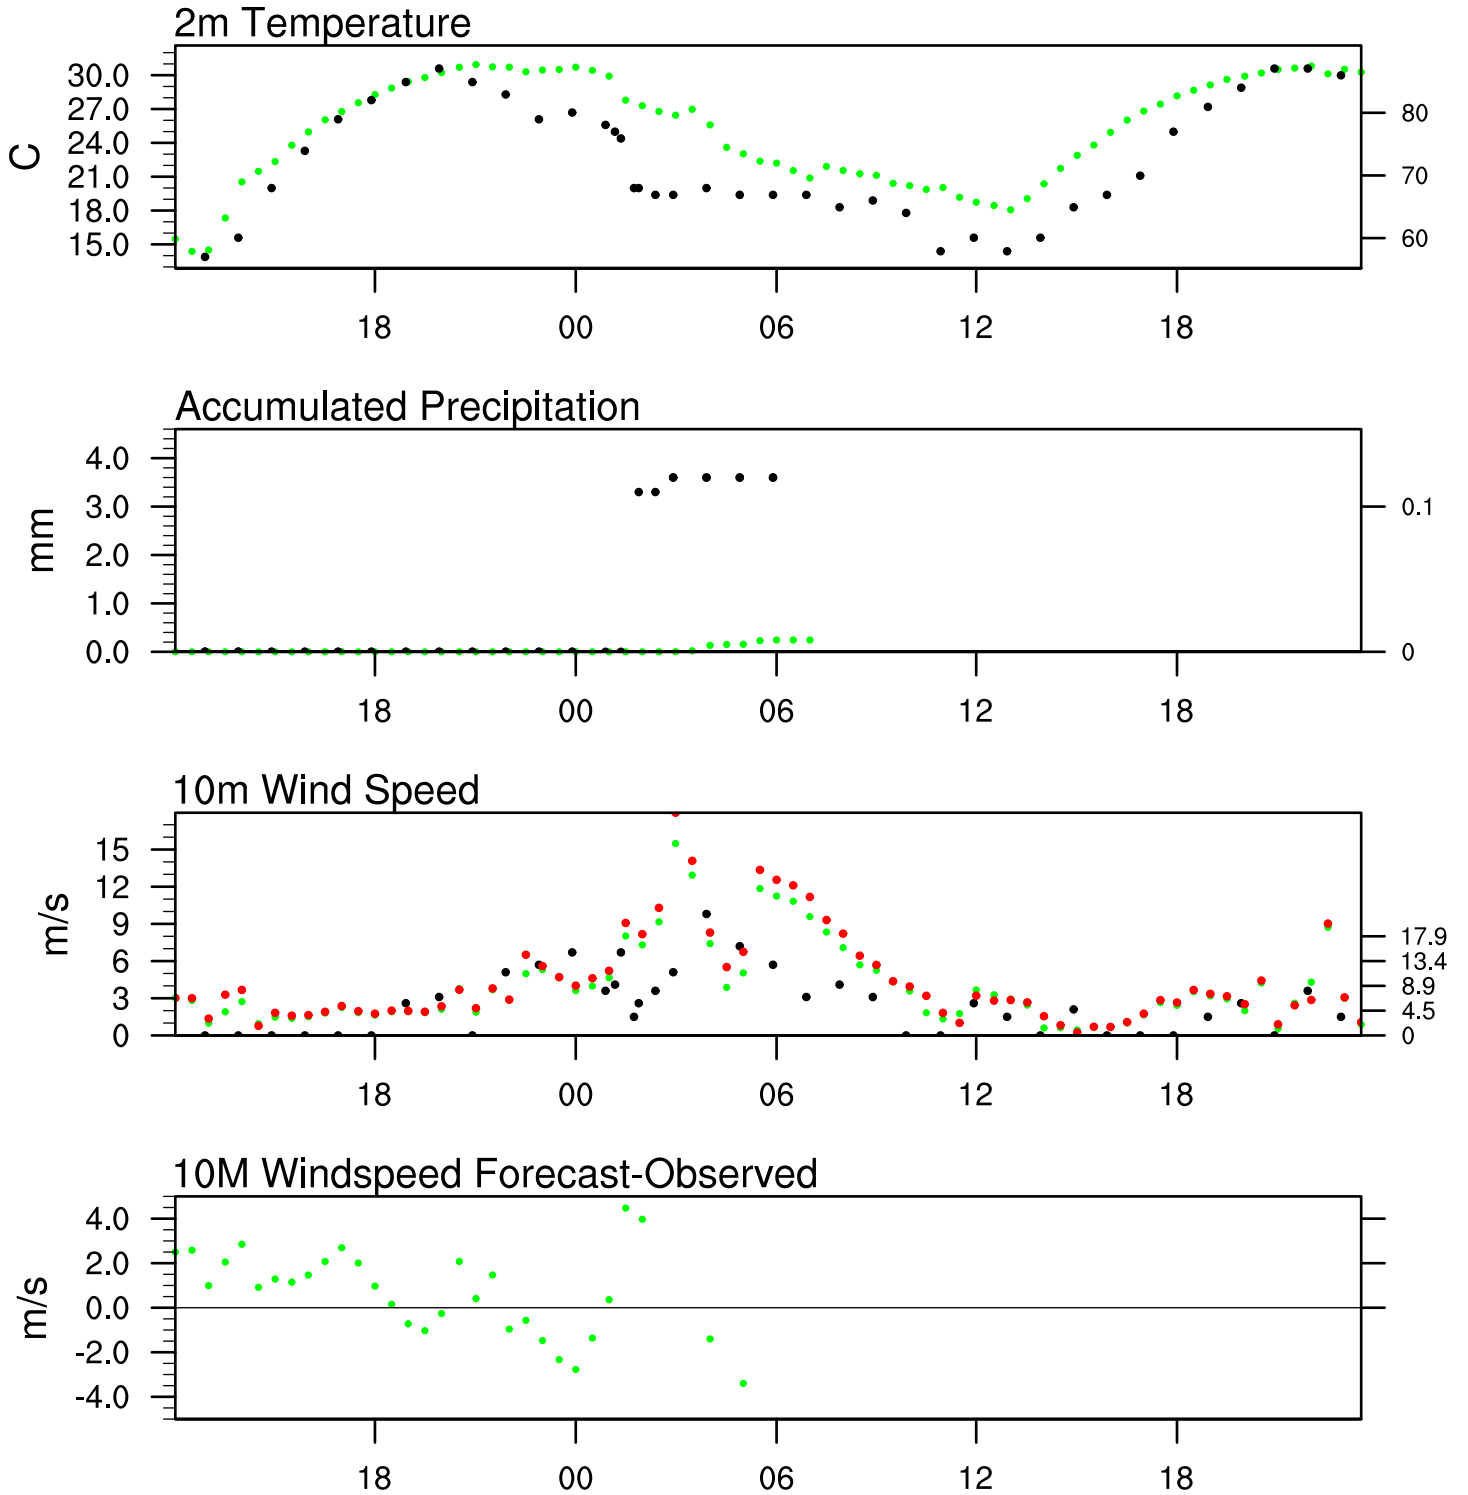 2m Temperature
30.0
27.0
24.0
21.0
18.0
15.0
C
80
70
60
18 00 06 12 18
Accumulated Precipitation
4.0
3.0
2.0
1.0
0.0
mm
0.1
0
18 00 06 12 18
10m Wind Speed
15
12
9
6
3
0
m/s
17.9
13.4
8.9
4.5
0
18 00 06 12 18
10M Windspeed Forecast-Observed
4.0
2.0
0.0
-2.0
-4.0
m/s
18 00 06 12 18